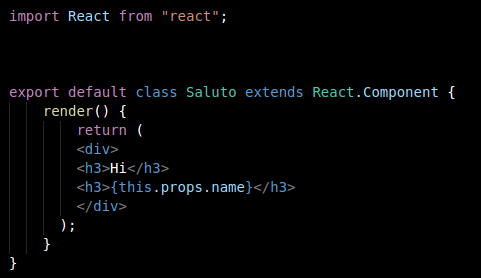 import React from "react";
export default class Saluto extends React.Component {
render() {
return (
<div>
<h3>Hi</h3>
<h3>{this.props.name}</h3>
</div>
);
}
}